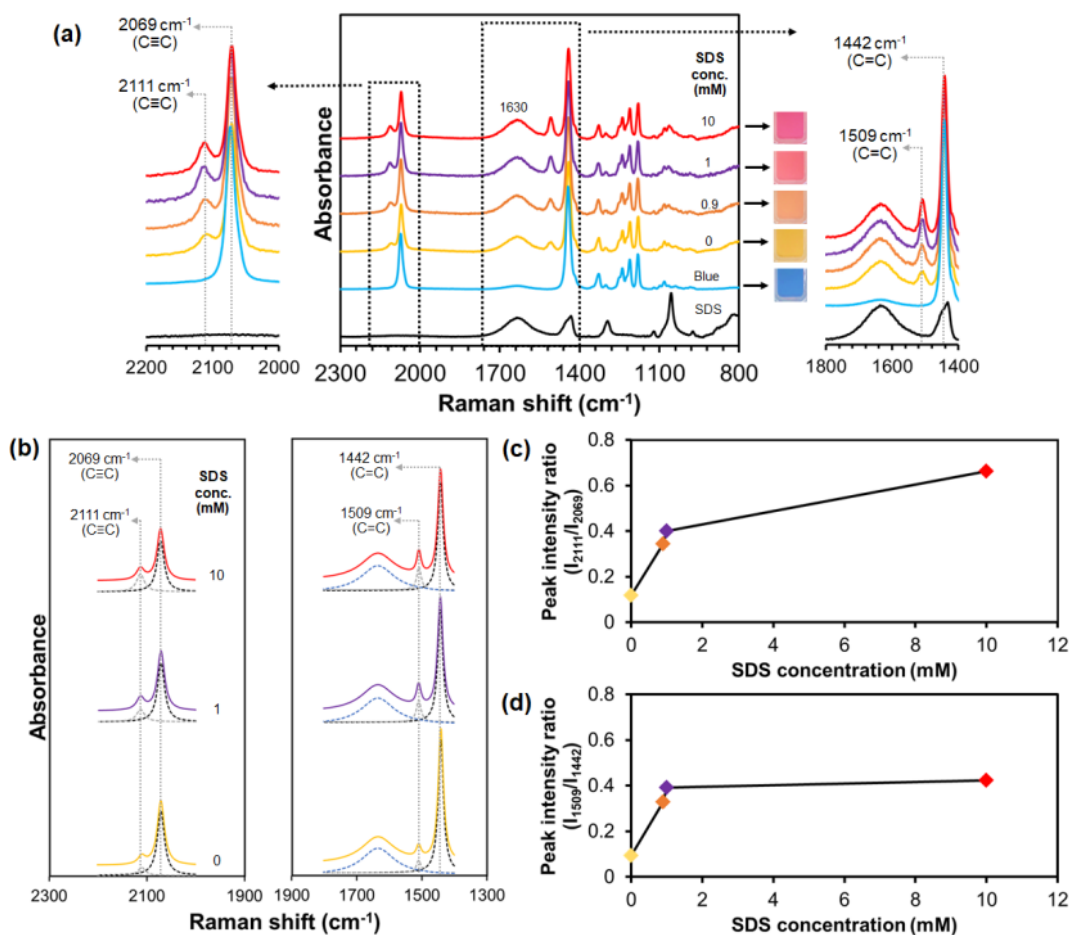 (a)
2069 cm⁻¹
(C≡C)
2111 cm⁻¹
(C≡C)
2200 2100 2000
Absorbance
1630
SDS
conc.
(mM)
10
1
0.9
0
Blue
SDS
2300 2000 1700 1400 1100 800
Raman shift (cm⁻¹)
1442 cm⁻¹
(C=C)
1509 cm⁻¹
(C=C)
1800 1600 1400
(b)
2069 cm⁻¹
(C≡C)
2111 cm⁻¹
(C≡C)
SDS
conc.
(mM)
10
1
0
Absorbance
2300 2100 1900
1442 cm⁻¹
(C=C)
1509 cm⁻¹
(C=C)
1900 1700 1500 1300
Raman shift (cm⁻¹)
(c)
Peak intensity ratio
(I₂₁₁₁/I₂₀₆₉)
0.8
0.6
0.4
0.2
0
0 2 4 6 8 10 12
SDS concentration (mM)
(d)
Peak intensity ratio
(I₁₅₀₉/I₁₄₄₂)
0.8
0.6
0.4
0.2
0
0 2 4 6 8 10 12
SDS concentration (mM)